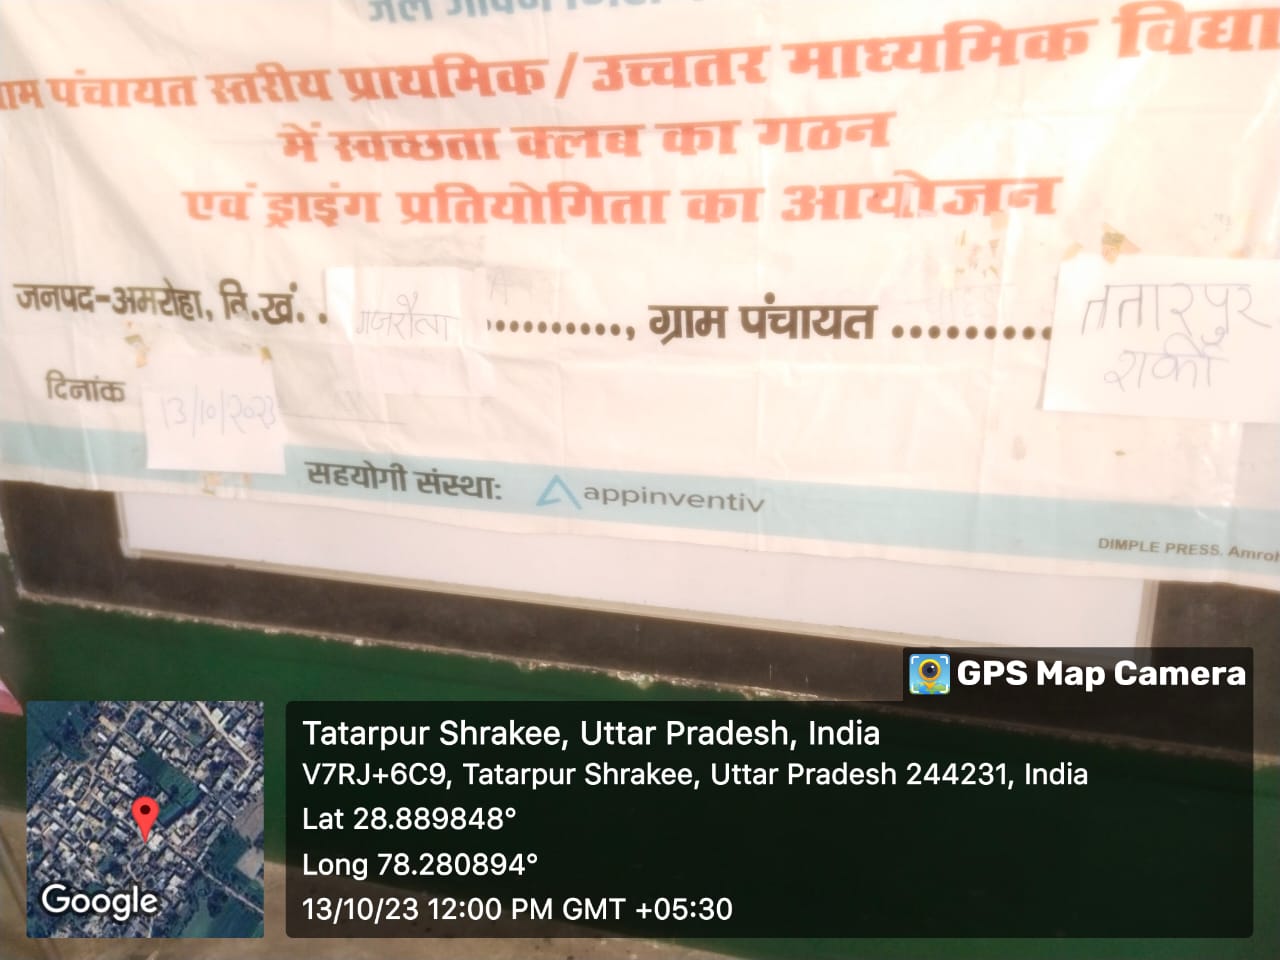 जल जीवन
ग्राम पंचायत स्तरीय प्राथमिक/उच्चतर माध्यमिक विद्या
में स्वच्छता क्लब का गठन
एवं ड्राइंग प्रतियोगिता का आयोजन
जनपद-अमरोहा, वि.खं. . गजरौला ..........., ग्राम पंचायत ........... ततारपुर
शर्की
दिनांक 13/10/2023
सहयोगी संस्था: appinventiv
DIMPLE PRESS. Amroh
GPS Map Camera
Tatarpur Shrakee, Uttar Pradesh, India
V7RJ+6C9, Tatarpur Shrakee, Uttar Pradesh 244231, India
Lat 28.889848°
Long 78.280894°
13/10/23 12:00 PM GMT +05:30
Google